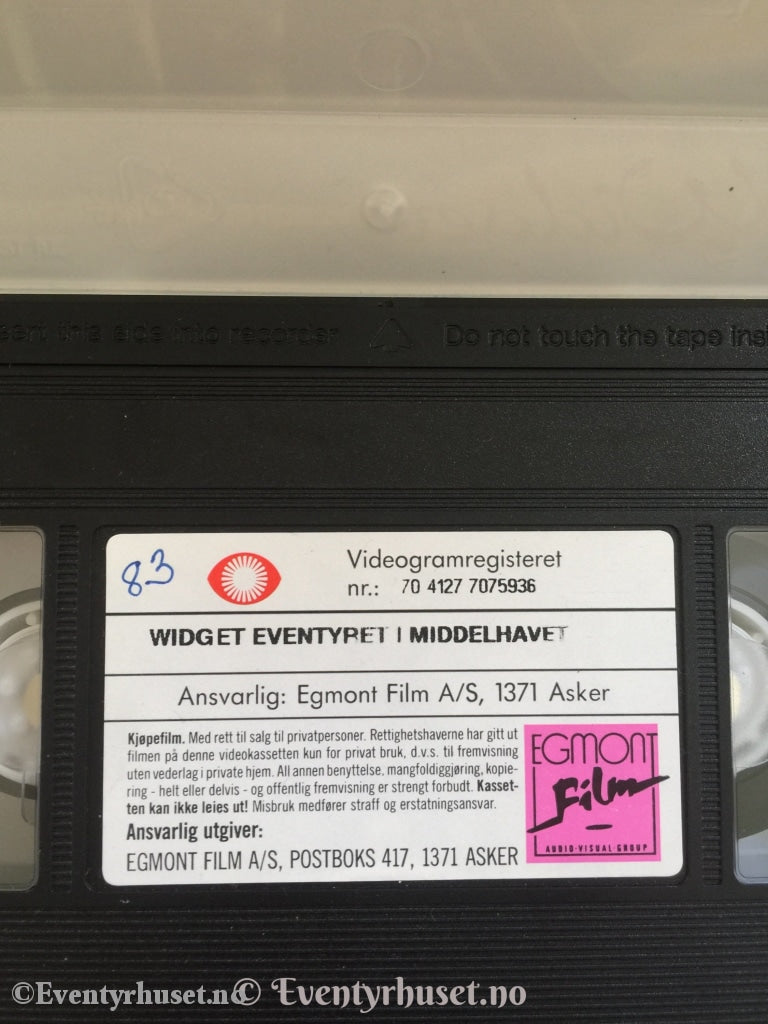 into recorder Do not touch the tape
83
Videogramregisteret
nr.: 70 4127 7075936
WIDGET EVENTYRET I MIDDELHAVET
Ansvarlig: Egmont Film A/S, 1371 Asker
Kjøpefilm. Med rett til salg til privatpersoner. Rettighetshaverne har gitt ut
filmen på denne videokassetten kun for privat bruk, d.v.s. til fremvisning
uten vederlag i private hjem. All annen benyttelse, mangfoldiggjøring, kopie-
ring - helt eller delvis - og offentlig fremvisning er strengt forbudt. Kasset-
ten kan ikke leies ut! Misbruk medfører straff og erstatningsansvar.
Ansvarlig utgiver:
EGMONT FILM A/S, POSTBOKS 417, 1371 ASKER
EGMONT
Film
AUDIO·VISUAL·GROUP
©Eventyrhuset.no © Eventyrhuset.no